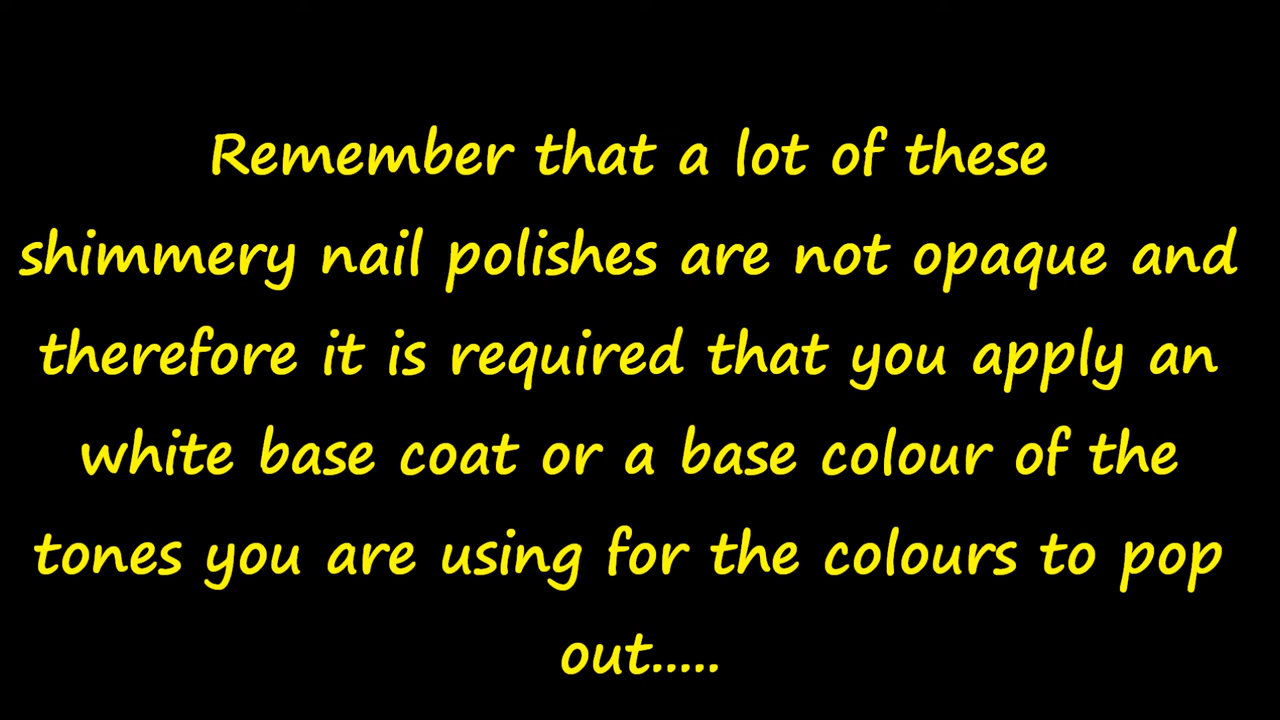 Remember that a lot of these
shimmery nail polishes are not opaque and
therefore it is required that you apply an
white base coat or a base colour of the
tones you are using for the colours to pop
out.....